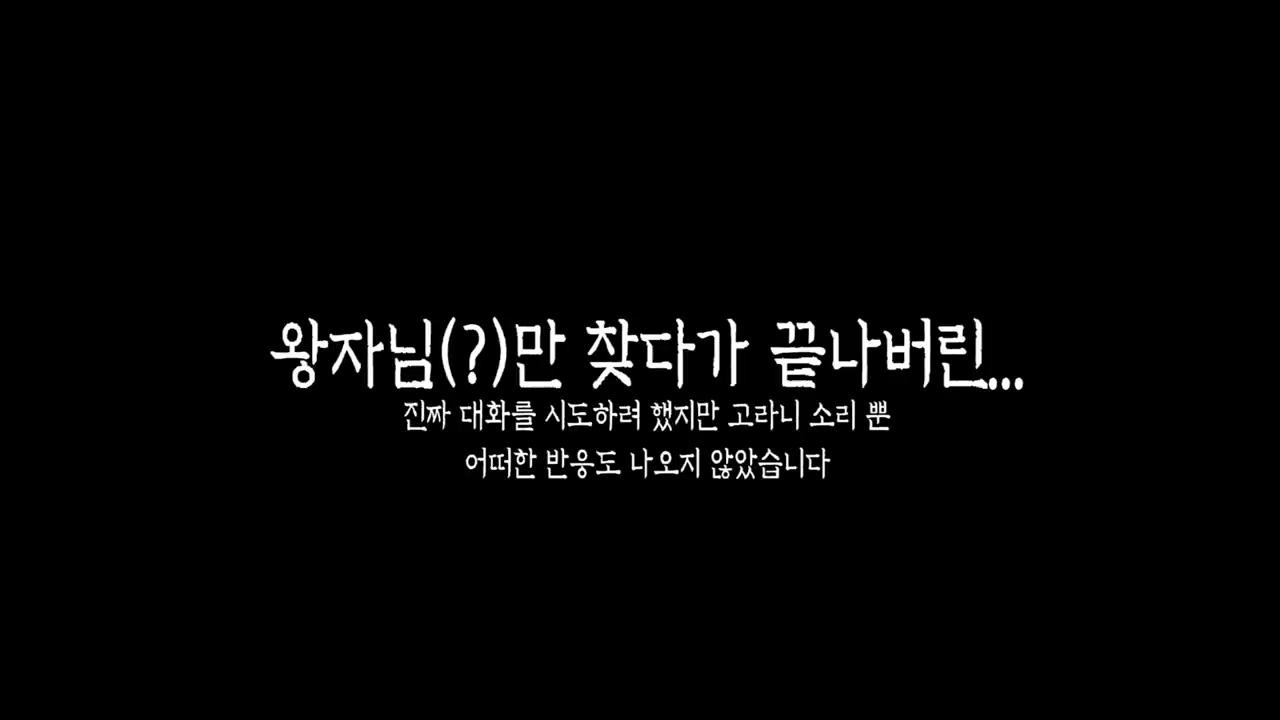 왕자님(?)만 찾다가 끝나버린...
진짜 대화를 시도하려 했지만 고라니 소리 뿐
어떠한 반응도 나오지 않았습니다